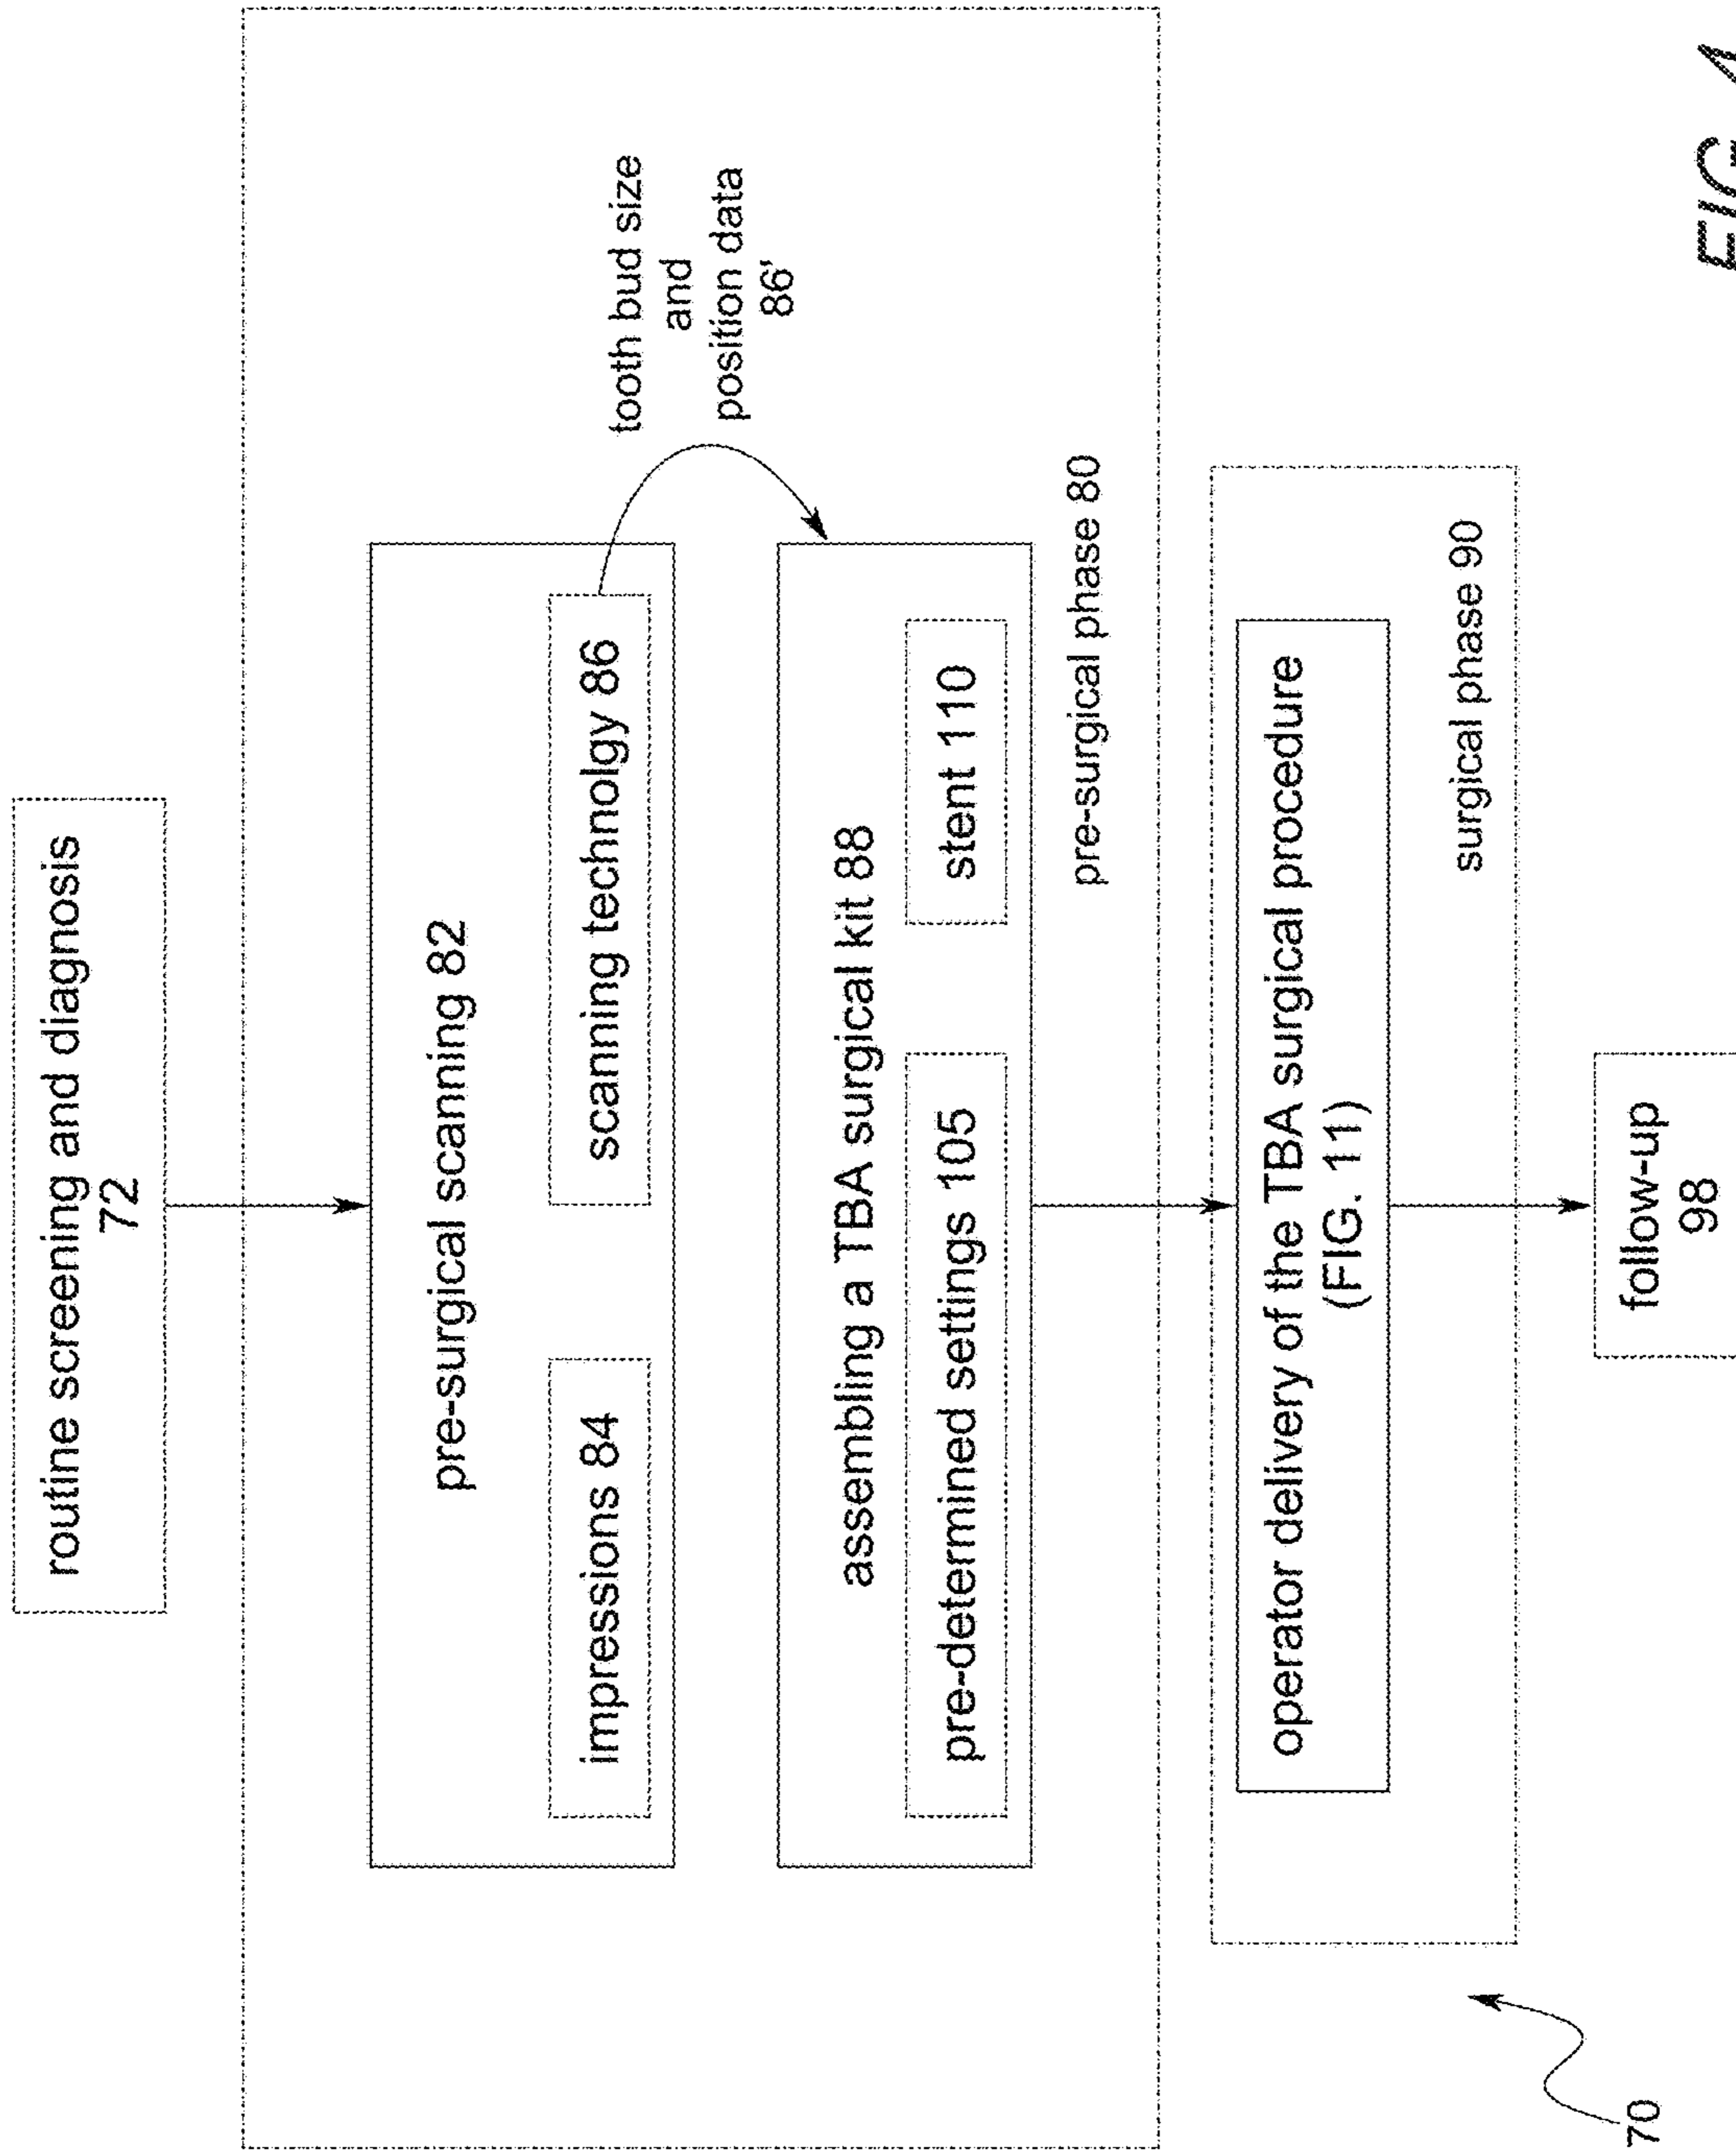 routine screening and diagnosis
72
pre-surgical scanning 82
impressions 84
scanning technolgy 86
tooth bud size
and
position data
86'
assembling a TBA surgical kit 88
pre-determined settings 105
stent 110
pre-surgical phase 80
operator delivery of the TBA surgical procedure
(FIG. 11)
surgical phase 90
follow-up
98
70
FIG. 4